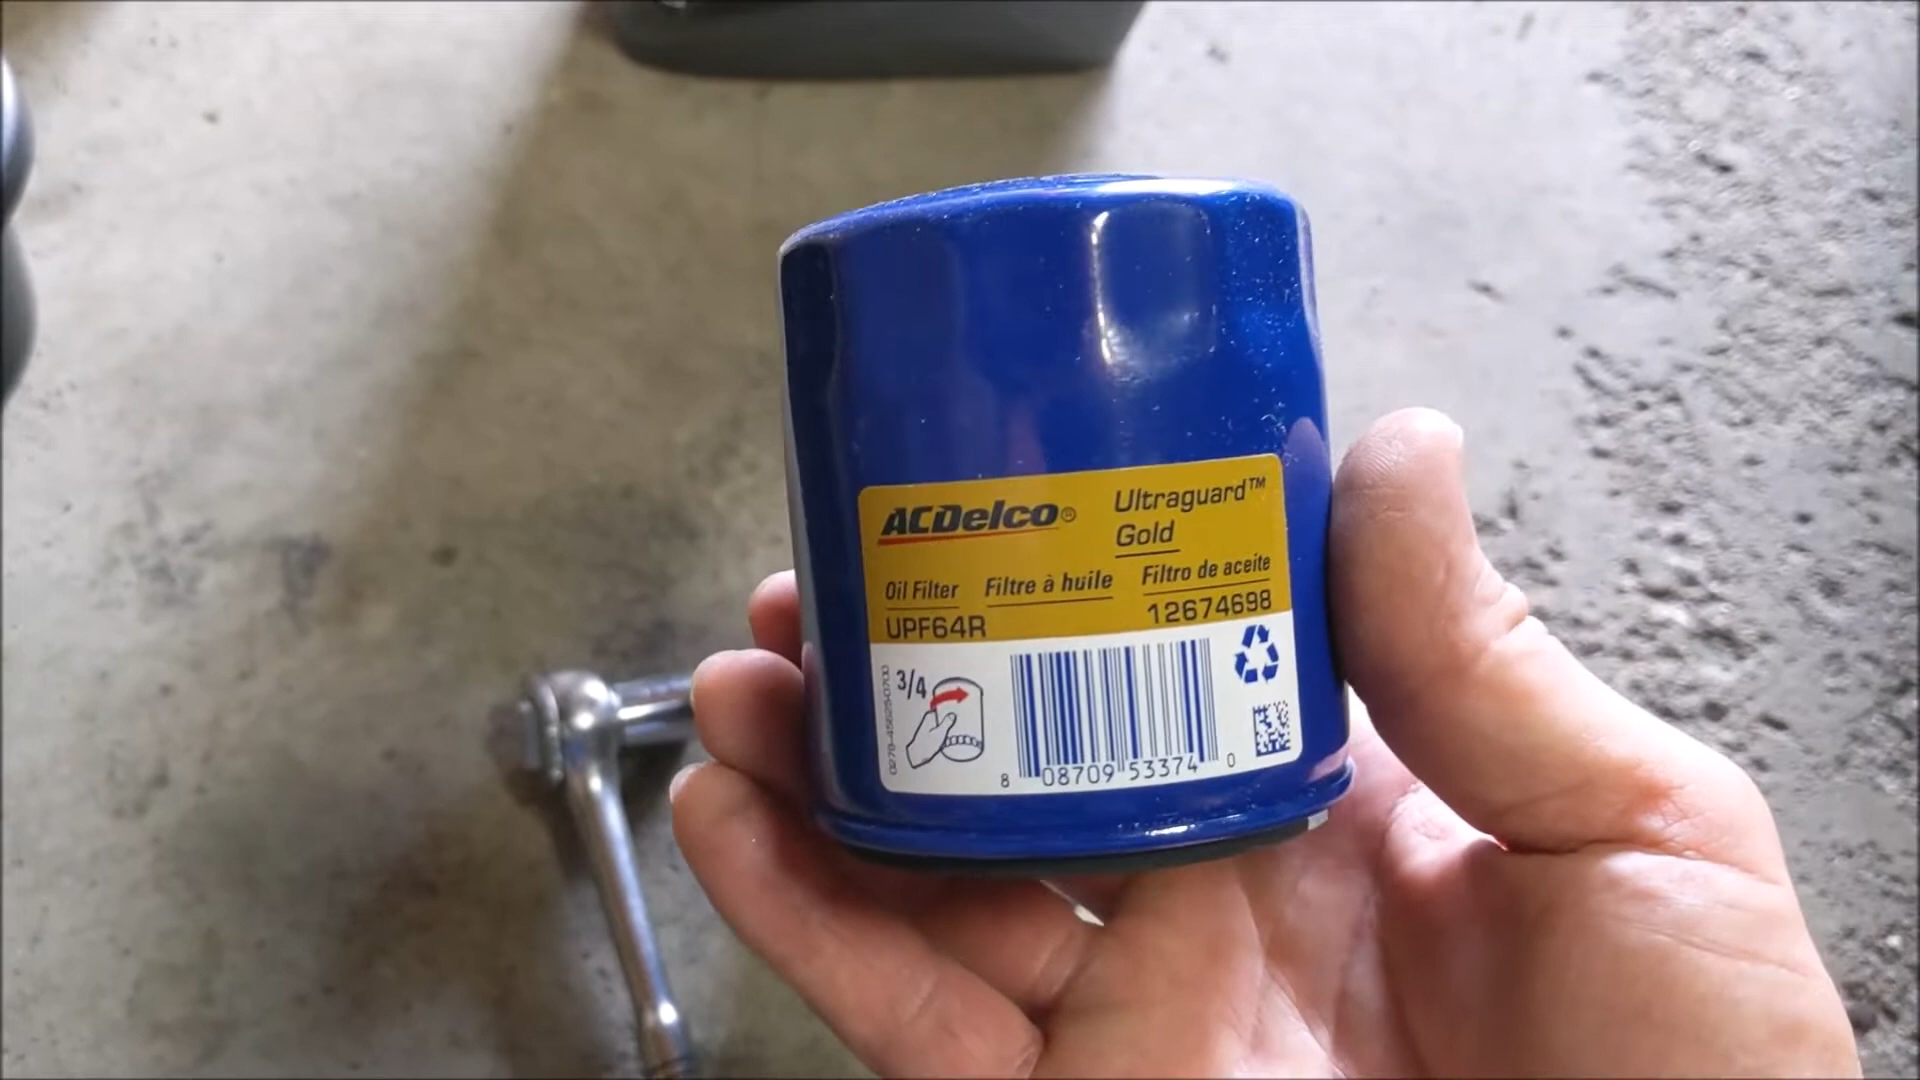 ACDelco®
Ultraguard™
Gold
Oil Filter Filtre à huile Filtro de aceite
UPF64R 12674698
3/4
8 08709 53374 0